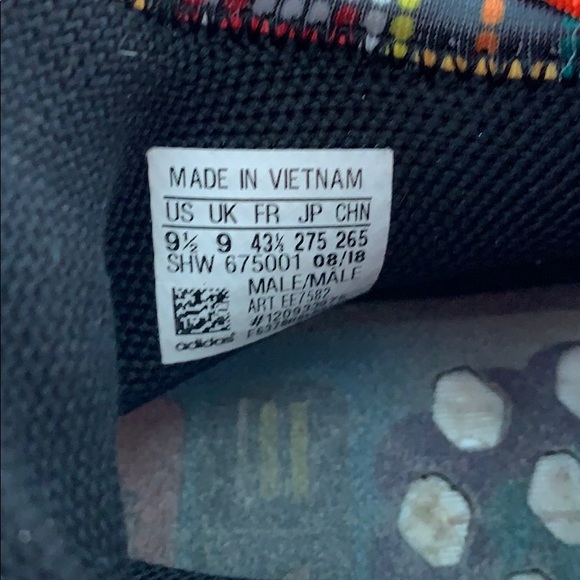 MADE IN VIETNAM
US UK FR JP CHN
9½ 9 43⅓ 275 265
SHW 675001 08/18
MALE/MÂLE
ART EE7582
adidas